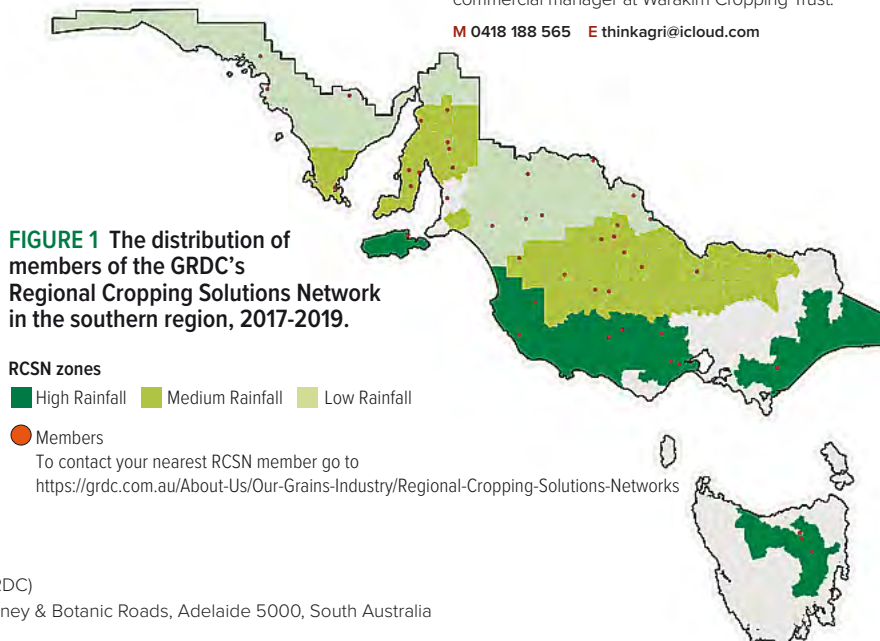 commercial manager at Warakirri Cropping Trust.
M 0418 188 565 E thinkagri@icloud.com
FIGURE 1 The distribution of
members of the GRDC's
Regional Cropping Solutions Network
in the southern region, 2017-2019.
RCSN zones
High Rainfall Medium Rainfall Low Rainfall
Members
To contact your nearest RCSN member go to
https://grdc.com.au/About-Us/Our-Grains-Industry/Regional-Cropping-Solutions-Networks
RDC)
ney & Botanic Roads, Adelaide 5000, South Australia